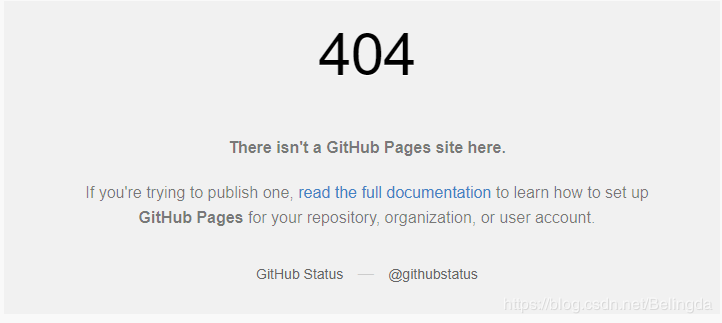 404
There isn't a GitHub Pages site here.
If you're trying to publish one, read the full documentation to learn how to set up
GitHub Pages for your repository, organization, or user account.
GitHub Status — @githubstatus
https://blog.csdn.net/Belingda